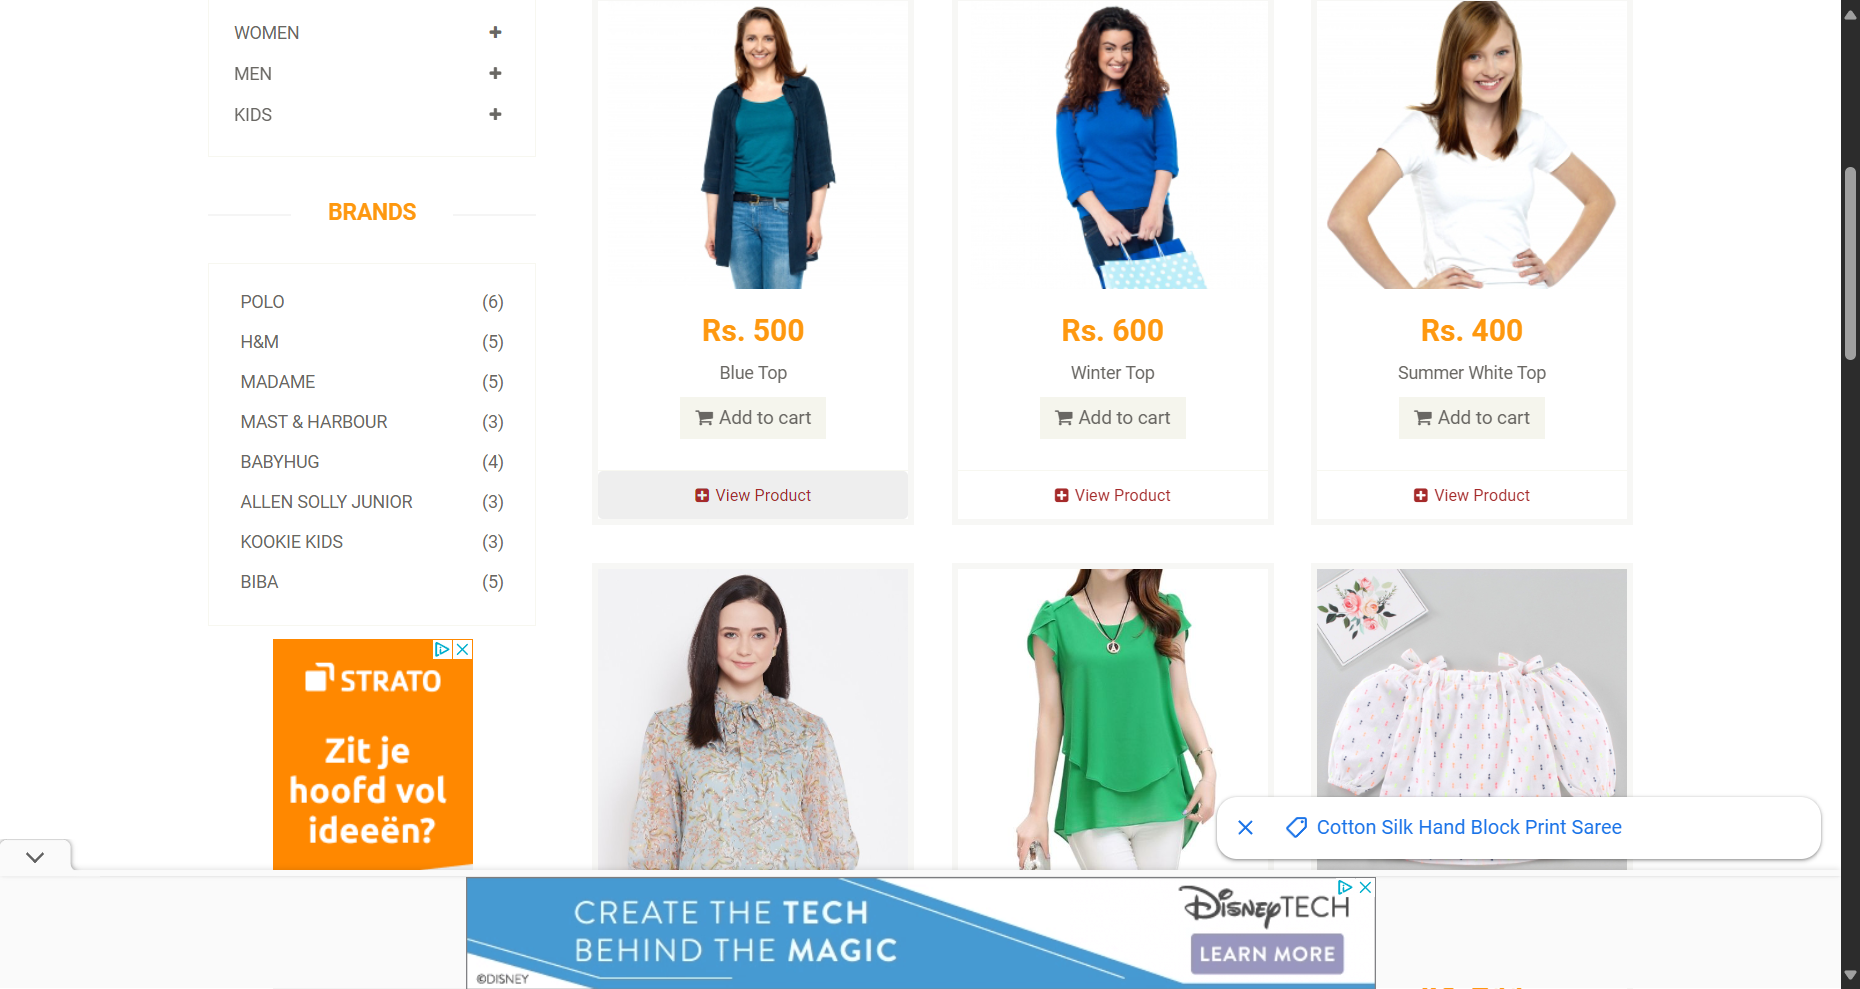 WOMEN
MEN
KIDS
BRANDS
POLO (6)
H&M (5)
MADAME (5)
MAST & HARBOUR (3)
BABYHUG (4)
ALLEN SOLLY JUNIOR (3)
KOOKIE KIDS (3)
BIBA (5)
STRATO
Zit je
hoofd vol
ideeën?
Rs. 500
Blue Top
Add to cart
View Product
Rs. 600
Winter Top
Add to cart
View Product
Rs. 400
Summer White Top
Add to cart
View Product
Cotton Silk Hand Block Print Saree
CREATE THE TECH
BEHIND THE MAGIC
©DISNEY
DISNEYTECH
LEARN MORE